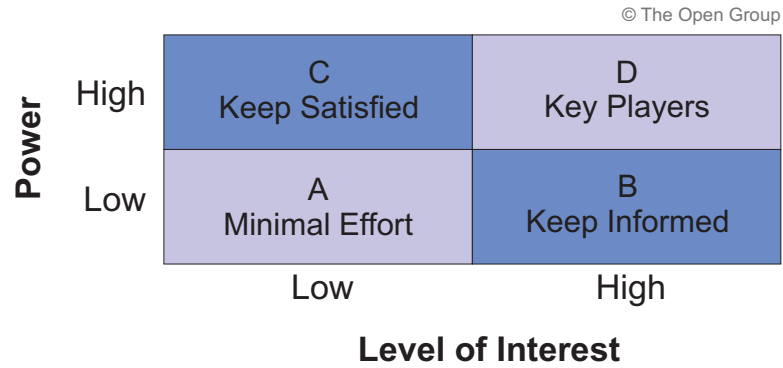 © The Open Group
Power
High
C
Keep Satisfied
D
Key Players
Low
A
Minimal Effort
B
Keep Informed
Low
High
Level of Interest